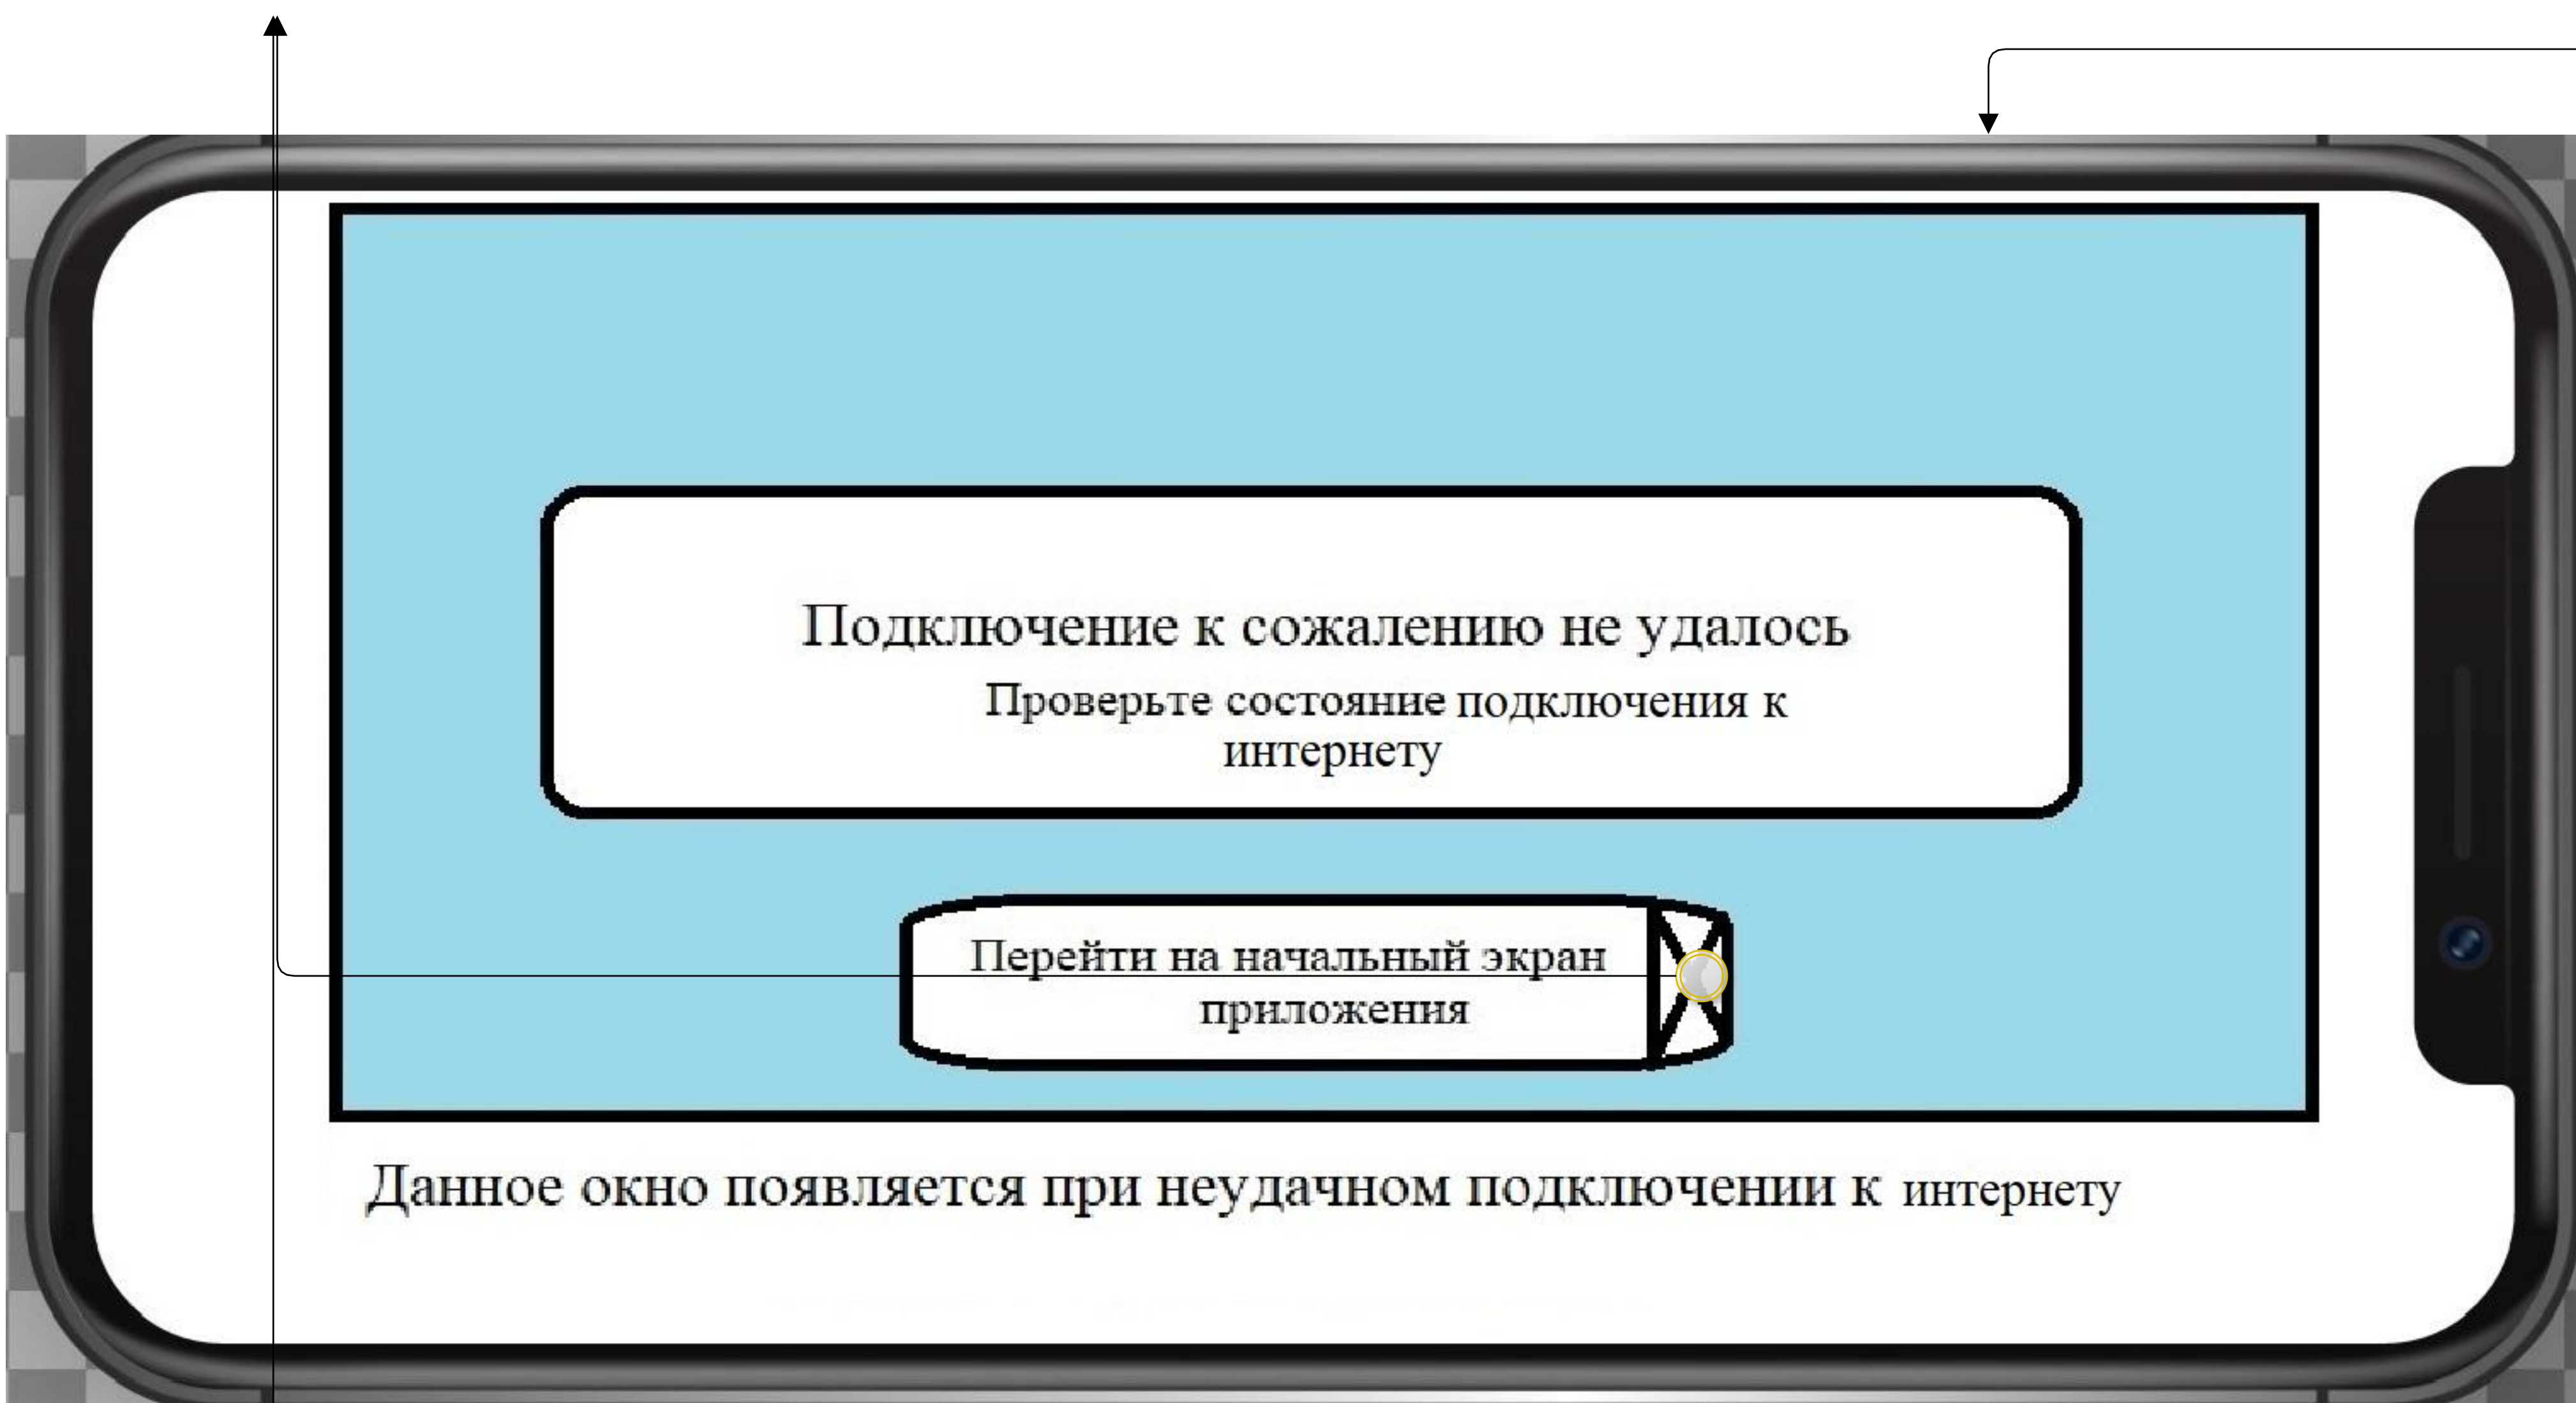 Подключение к сожалению не удалось
Проверьте состояние подключения к
интернету
Перейти на начальный экран
приложения
Данное окно появляется при неудачном подключении к интернету